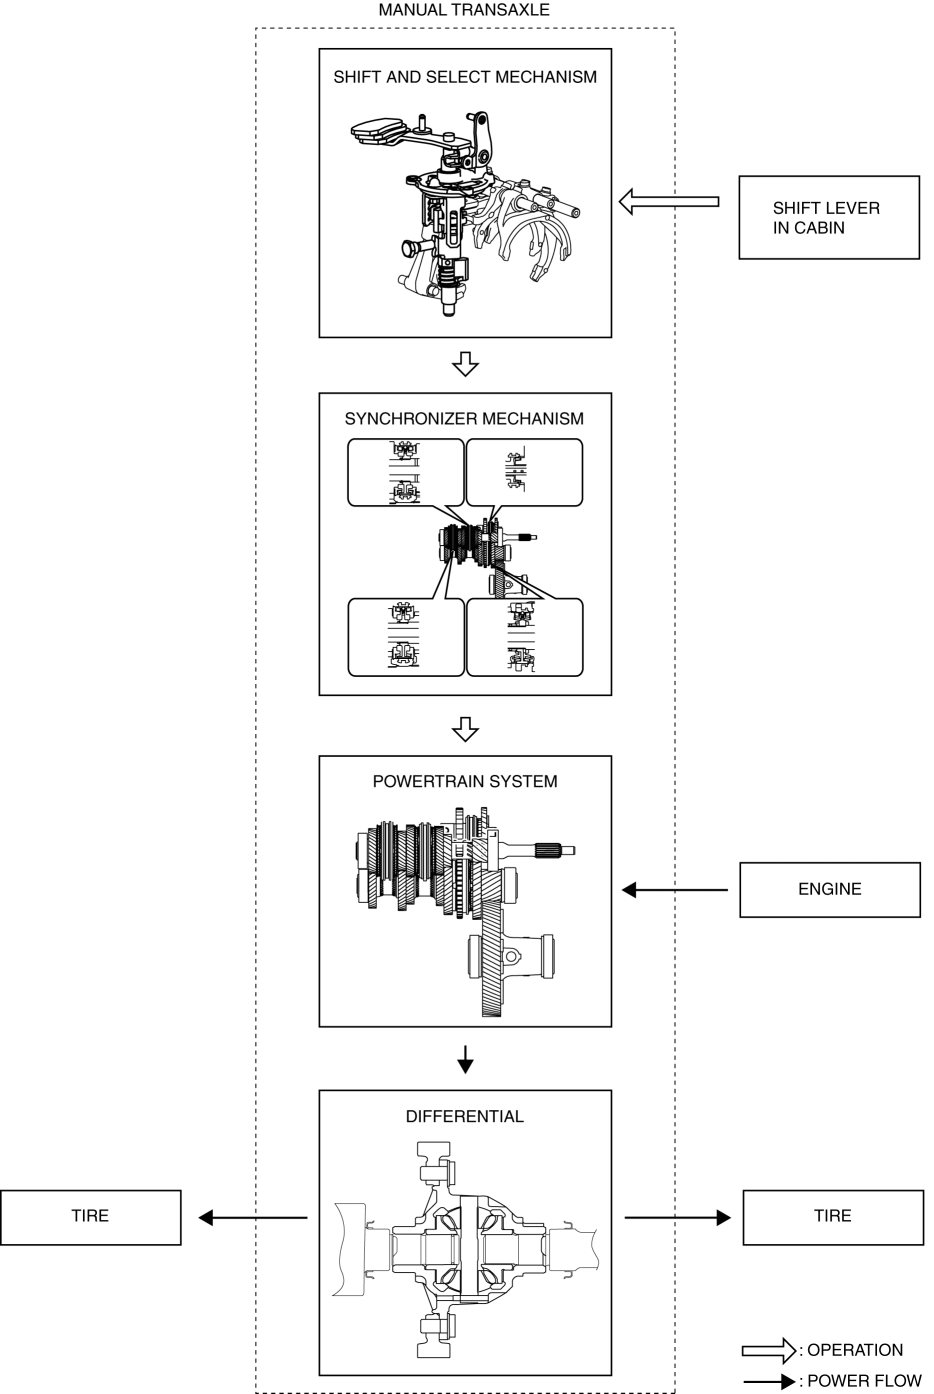 MANUAL TRANSAXLE
SHIFT AND SELECT MECHANISM
SHIFT LEVER
IN CABIN
SYNCHRONIZER MECHANISM
POWERTRAIN SYSTEM
ENGINE
DIFFERENTIAL
TIRE
TIRE
: OPERATION
: POWER FLOW